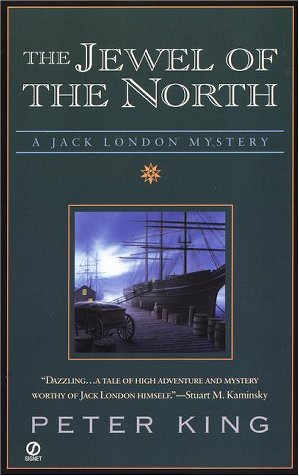 THE JEWEL OF
THE NORTH
A JACK LONDON MYSTERY
“DAZZLING...A TALE OF HIGH ADVENTURE AND MYSTERY
WORTHY OF JACK LONDON HIMSELF.”—Stuart M. Kaminsky
PETER KING
SIGNET